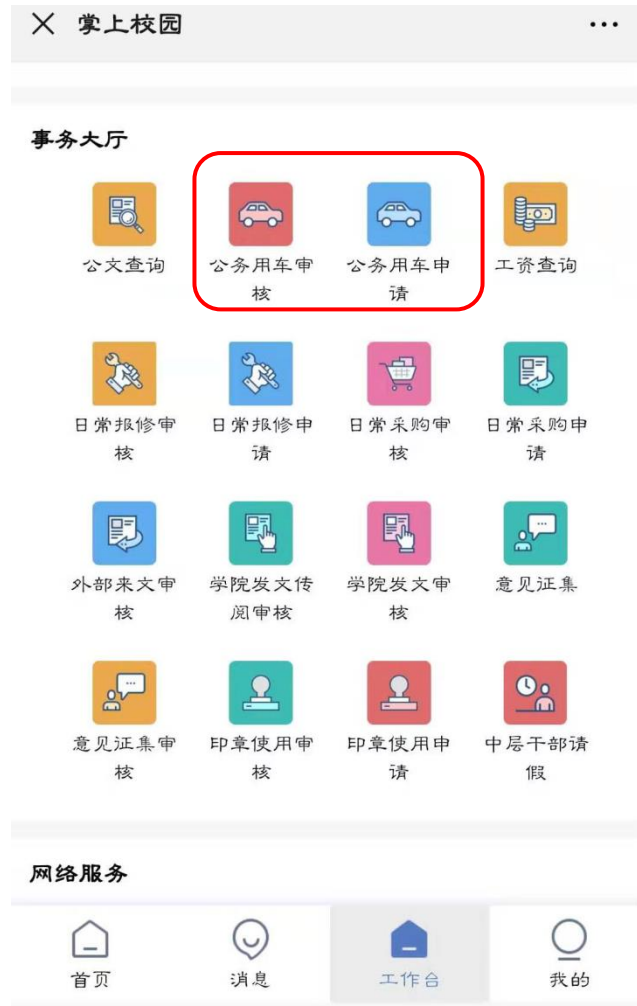 掌上校园
事务大厅
公文查询 公务用车审 公务用车申 工资查询
核 请
日常报修审 日常报修申 日常采购审 日常采购申
核 请 核 请
外部来文审 学院发文传 学院发文审 意见证集
核 阅审核 核
意见证集审 印章使用审 印章使用申 中层干部请
核 核 请 假
网络服务
首页 消息 工作台 我的